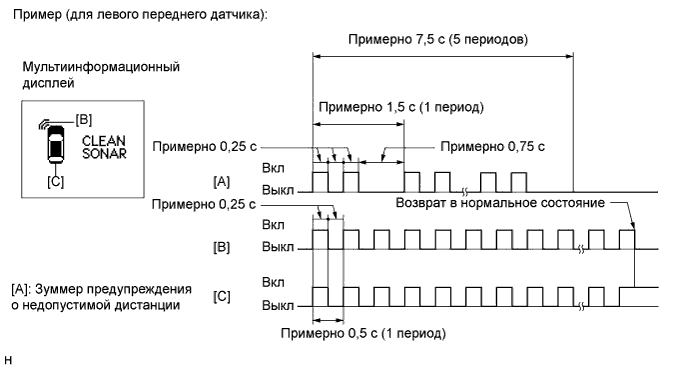 Пример (для левого переднего датчика):
Примерно 7,5 с (5 периодов)
Мультиинформационный
дисплей
[B]
CLEAN
SONAR
[C]
Примерно 1,5 с (1 период)
Примерно 0,25 с
Примерно 0,75 с
[A]
Вкл
Выкл
Примерно 0,25 с
Возврат в нормальное состояние
[B]
Вкл
Выкл
[A]: Зуммер предупреждения
о недопустимой дистанции
[C]
Вкл
Выкл
Примерно 0,5 с (1 период)
H